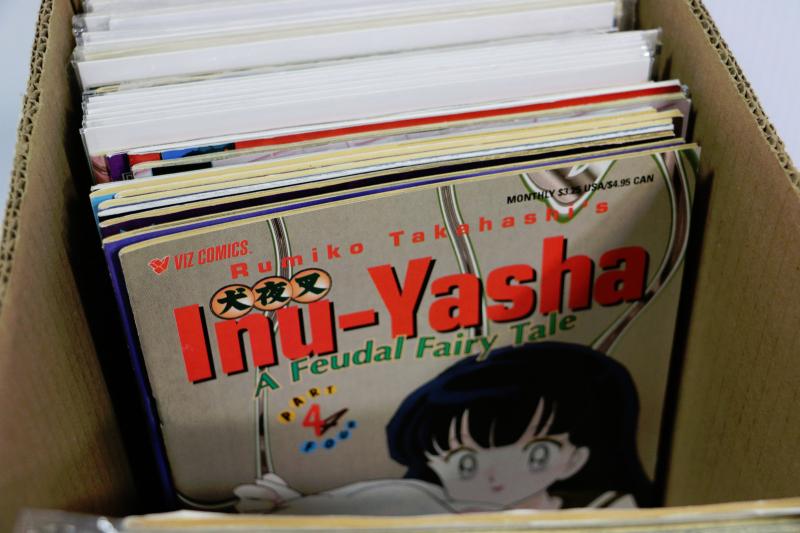 MONTHLY $3.25 USA/$4.95 CAN
VIZ COMICS.
Rumiko Takahashi's
犬夜叉
Inu-Yasha
A Feudal Fairy Tale
PART
4
FOUR